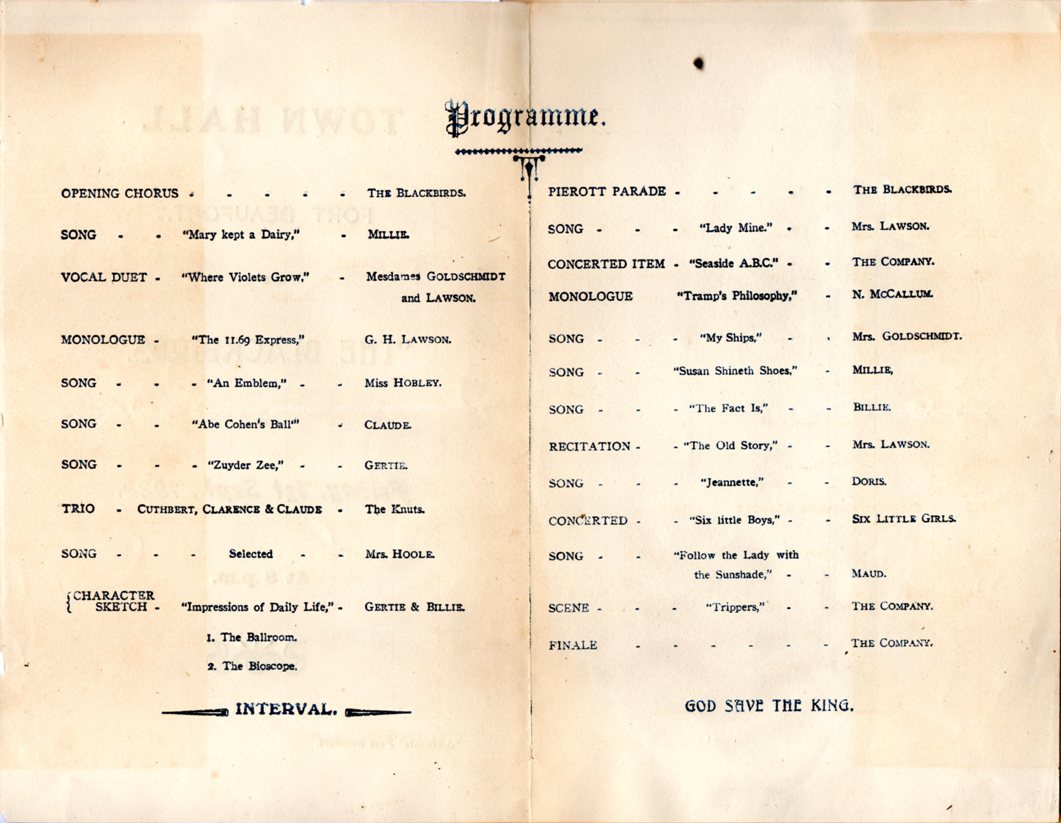 Programme.
OPENING CHORUS - - - - - THE BLACKBIRDS.
SONG - - "Mary kept a Dairy," - MILLIE.
VOCAL DUET - "Where Violets Grow," - Mesdames GOLDSCHMIDT
and LAWSON.
MONOLOGUE - "The 11.69 Express," G. H. LAWSON.
SONG - - - "An Emblem," - - Miss HOBLEY.
SONG - - "Abe Cohen's Ball'" - CLAUDE.
SONG - - - "Zuyder Zee," - - GERTIE.
TRIO - CUTHBERT, CLARENCE & CLAUDE - The Knuts.
SONG - - - Selected - - Mrs. HOOLE.
{CHARACTER
SKETCH - "Impressions of Daily Life," - GERTIE & BILLIE.
1. The Ballroom.
2. The Bioscope.
INTERVAL.
PIEROTT PARADE - - - - - THE BLACKBIRDS.
SONG - - - "Lady Mine." - - Mrs. LAWSON.
CONCERTED ITEM - "Seaside A.B.C." - - THE COMPANY.
MONOLOGUE "Tramp's Philosophy," - N. MCCALLUM.
SONG - - - "My Ships," - - Mrs. GOLDSCHMIDT.
SONG - - "Susan Shineth Shoes," - MILLIE,
SONG - - - "The Fact Is," - - BILLIE.
RECITATION - - "The Old Story," - - Mrs. LAWSON.
SONG - - - "Jeannette," - - DORIS.
CONCERTED - - "Six little Boys," - - SIX LITTLE GIRLS.
SONG - - "Follow the Lady with
the Sunshade," - - MAUD.
SCENE - - - "Trippers," - - THE COMPANY.
FINALE - - - - - - THE COMPANY.
GOD SAVE THE KING.